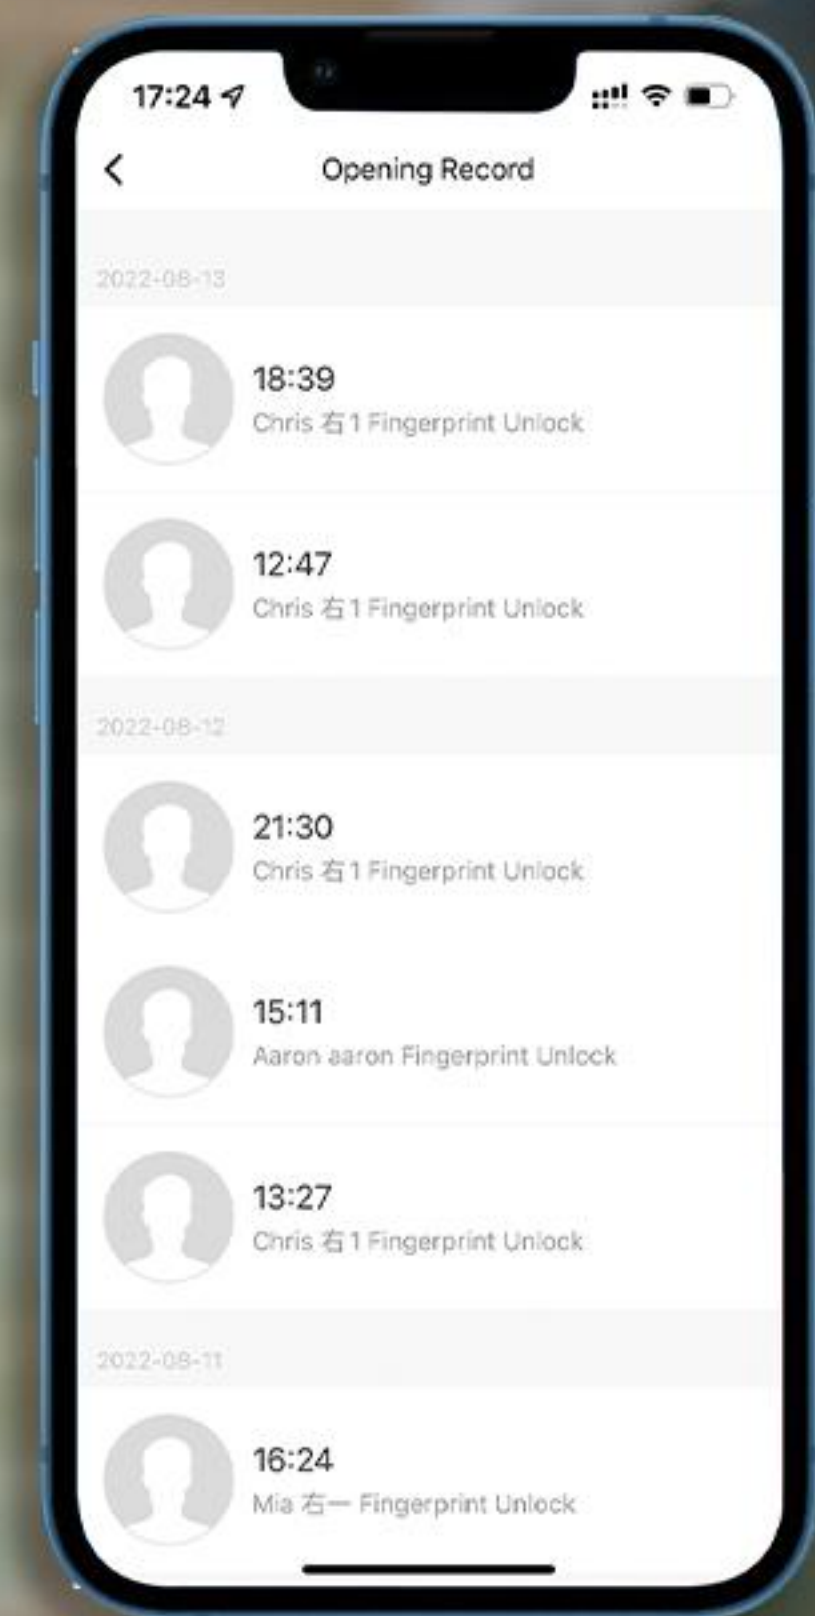 17:24
Opening Record
2022-08-13
18:39
Chris 右1 Fingerprint Unlock
12:47
Chris 右1 Fingerprint Unlock
2022-08-12
21:30
Chris 右1 Fingerprint Unlock
15:11
Aaron aaron Fingerprint Unlock
13:27
Chris 右1 Fingerprint Unlock
2022-08-11
16:24
Mia 右一 Fingerprint Unlock